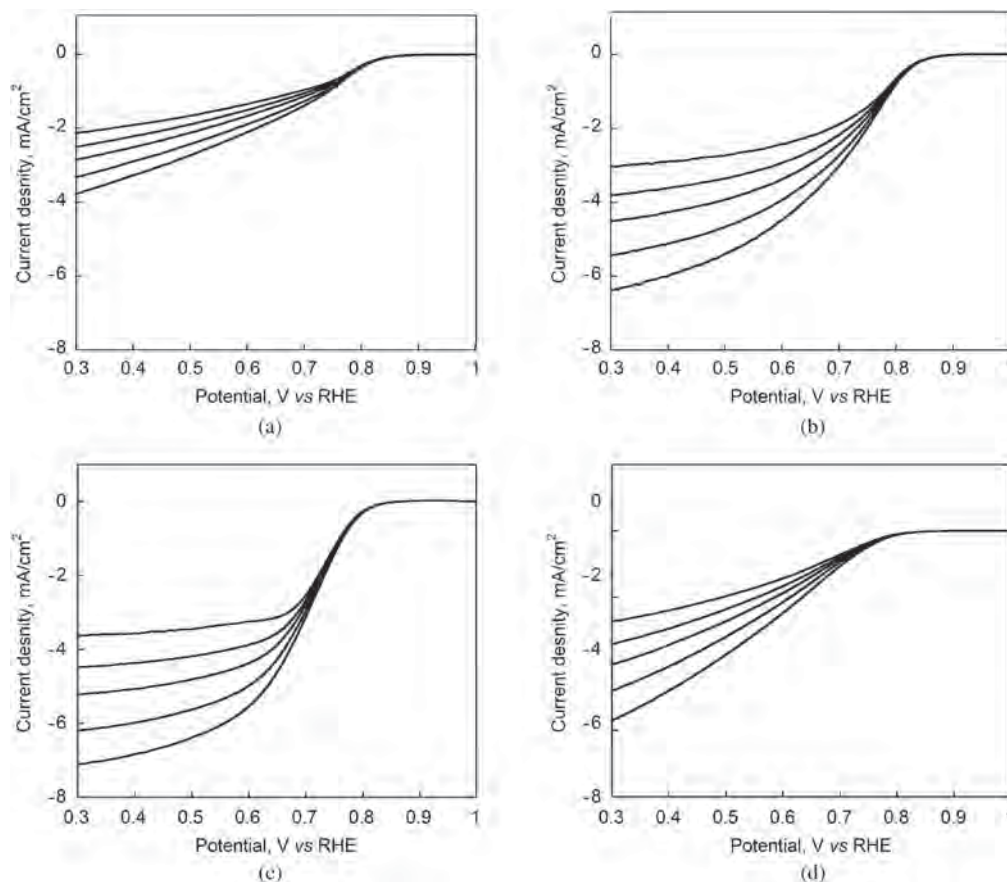 0
-2
-4
-6
-8
Current desnity, mA/cm²
0.3 0.4 0.5 0.6 0.7 0.8 0.9 1
Potential, V vs RHE
(a)
0
-2
-4
-6
-8
Current desnity, mA/cm²
0.3 0.4 0.5 0.6 0.7 0.8 0.9 1
Potential, V vs RHE
(b)
0
-2
-4
-6
-8
Current desnity, mA/cm²
0.3 0.4 0.5 0.6 0.7 0.8 0.9 1
Potential, V vs RHE
(c)
0
-2
-4
-6
-8
Current desnity, mA/cm²
0.3 0.4 0.5 0.6 0.7 0.8 0.9 1
Potential, V vs RHE
(d)